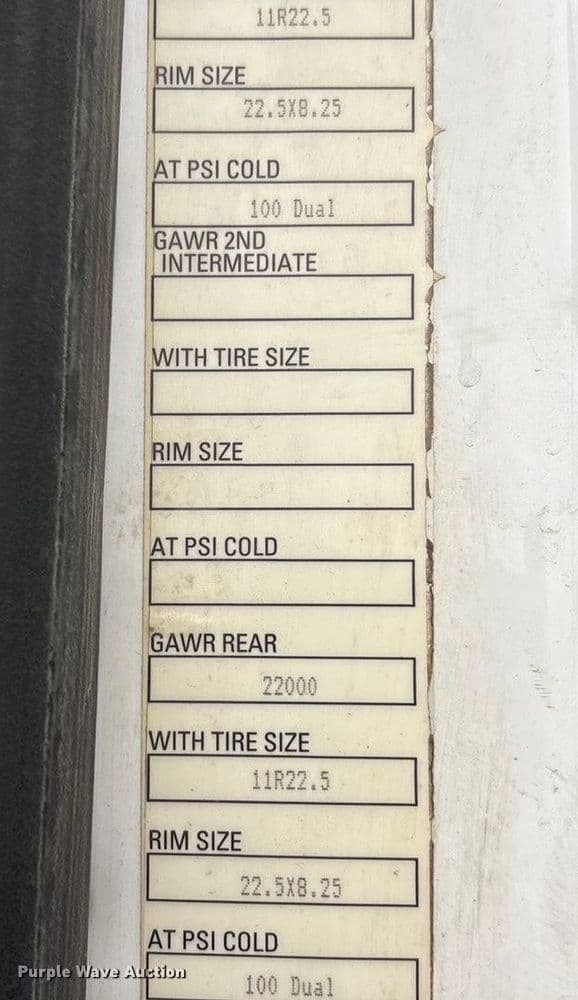 11R22.5
RIM SIZE
22.5X8.25
AT PSI COLD
100 Dual
GAWR 2ND
INTERMEDIATE
WITH TIRE SIZE
RIM SIZE
AT PSI COLD
GAWR REAR
22000
WITH TIRE SIZE
11R22.5
RIM SIZE
22.5X8.25
AT PSI COLD
Purple Wave Auction
100 Dual